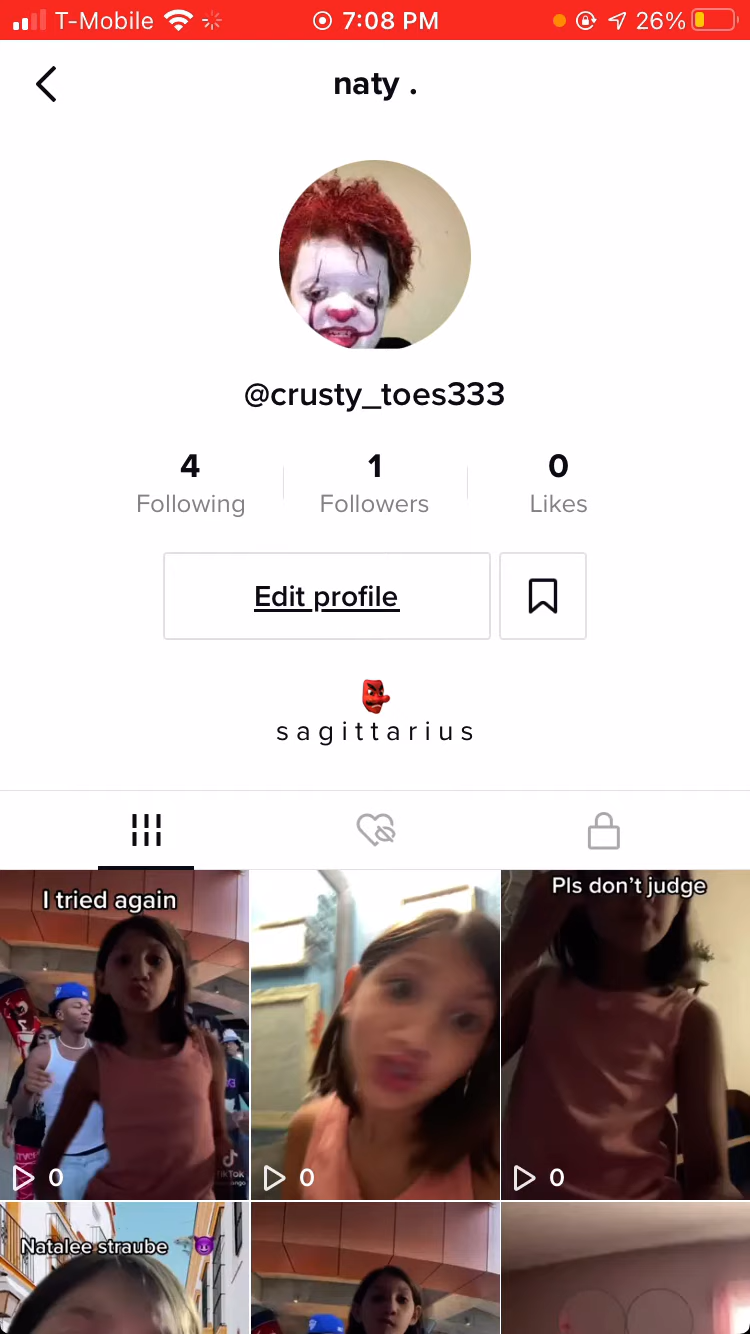 T-Mobile 7:08 PM 26%
naty .
@crusty_toes333
4 1 0
Following Followers Likes
Edit profile
sagittarius
I tried again
Pls don't judge
TikTok
0 0 0
Natalee straube